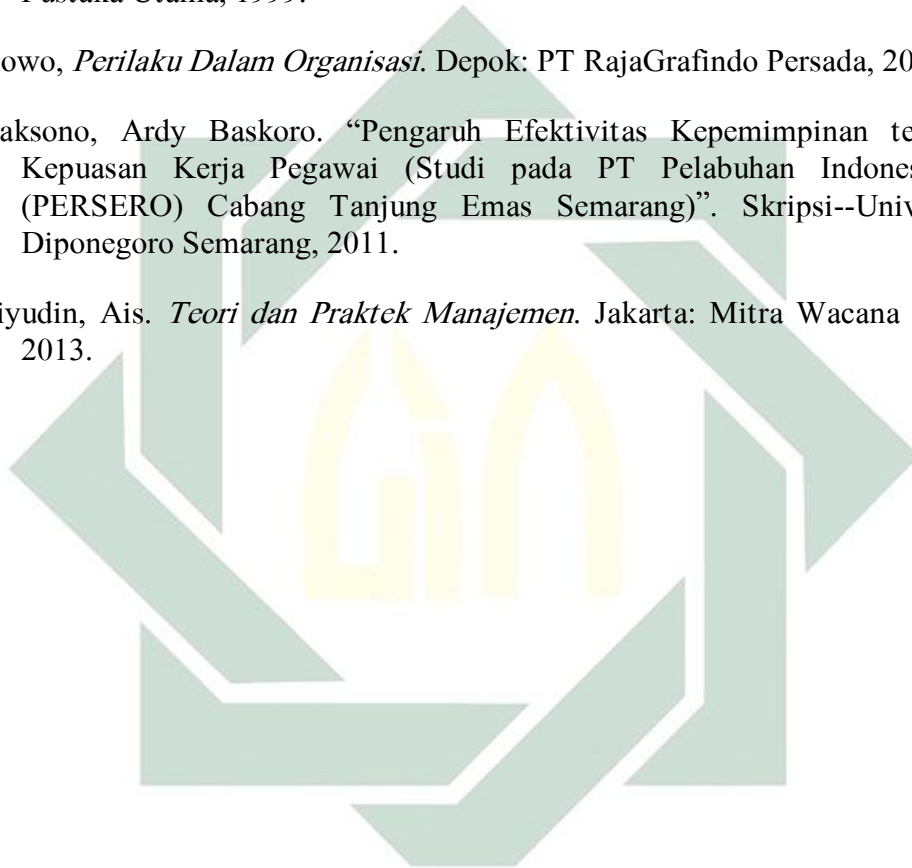 Pustaka Utama, 1999.
owo, Perilaku Dalam Organisasi. Depok: PT RajaGrafindo Persada, 20
aksono, Ardy Baskoro. “Pengaruh Efektivitas Kepemimpinan te
Kepuasan Kerja Pegawai (Studi pada PT Pelabuhan Indones
(PERSERO) Cabang Tanjung Emas Semarang)”. Skripsi--Univ
Diponegoro Semarang, 2011.
iyudin, Ais. Teori dan Praktek Manajemen. Jakarta: Mitra Wacana
2013.